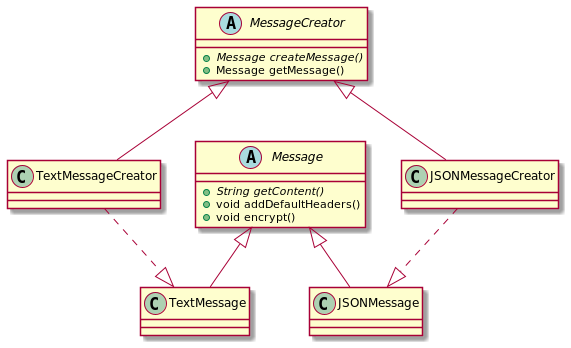 A MessageCreator
Message createMessage()
Message getMessage()
C TextMessageCreator
A Message
C JSONMessageCreator
String getContent()
void addDefaultHeaders()
void encrypt()
C TextMessage
C JSONMessage